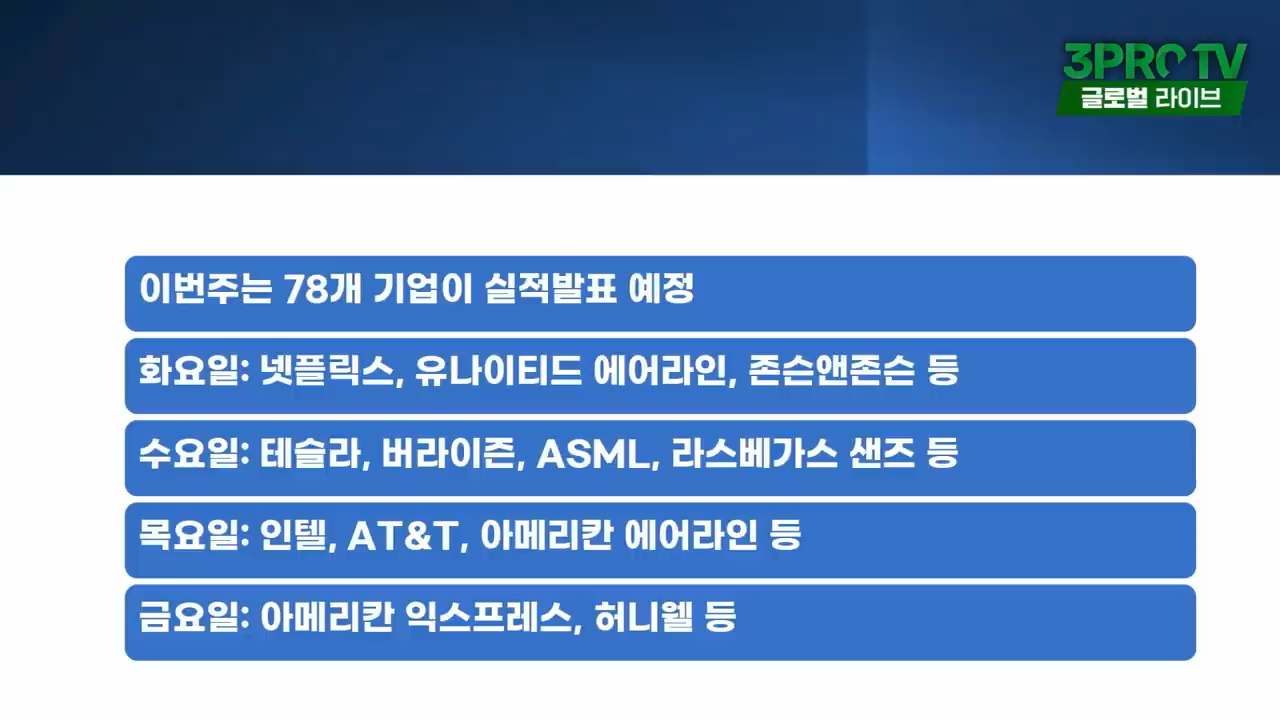 3PRO TV
글로벌 라이브
이번주는 78개 기업이 실적발표 예정
화요일: 넷플릭스, 유나이티드 에어라인, 존슨앤존슨 등
수요일: 테슬라, 버라이즌, ASML, 라스베가스 샌즈 등
목요일: 인텔, AT&T, 아메리칸 에어라인 등
금요일: 아메리칸 익스프레스, 허니웰 등